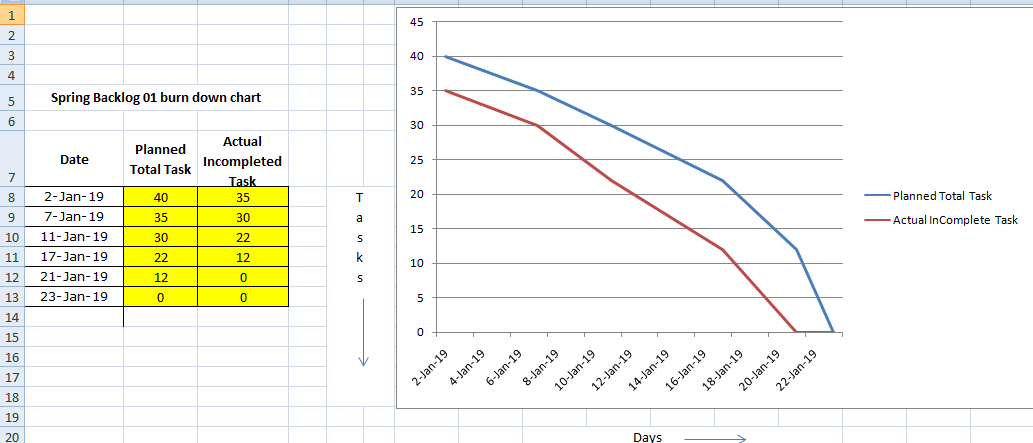 Spring Backlog 01 burn down chart
Date Planned Total Task Actual Incompleted Task
2-Jan-19 40 35
7-Jan-19 35 30
11-Jan-19 30 22
17-Jan-19 22 12
21-Jan-19 12 0
23-Jan-19 0 0
1
2
3
4
5
6
7
8
9
10
11
12
13
14
15
16
17
18
19
20
T
a
s
k
s
45
40
35
30
25
20
15
10
5
0
2-Jan-19
4-Jan-19
6-Jan-19
8-Jan-19
10-Jan-19
12-Jan-19
14-Jan-19
16-Jan-19
18-Jan-19
20-Jan-19
22-Jan-19
Planned Total Task
Actual InComplete Task
Days